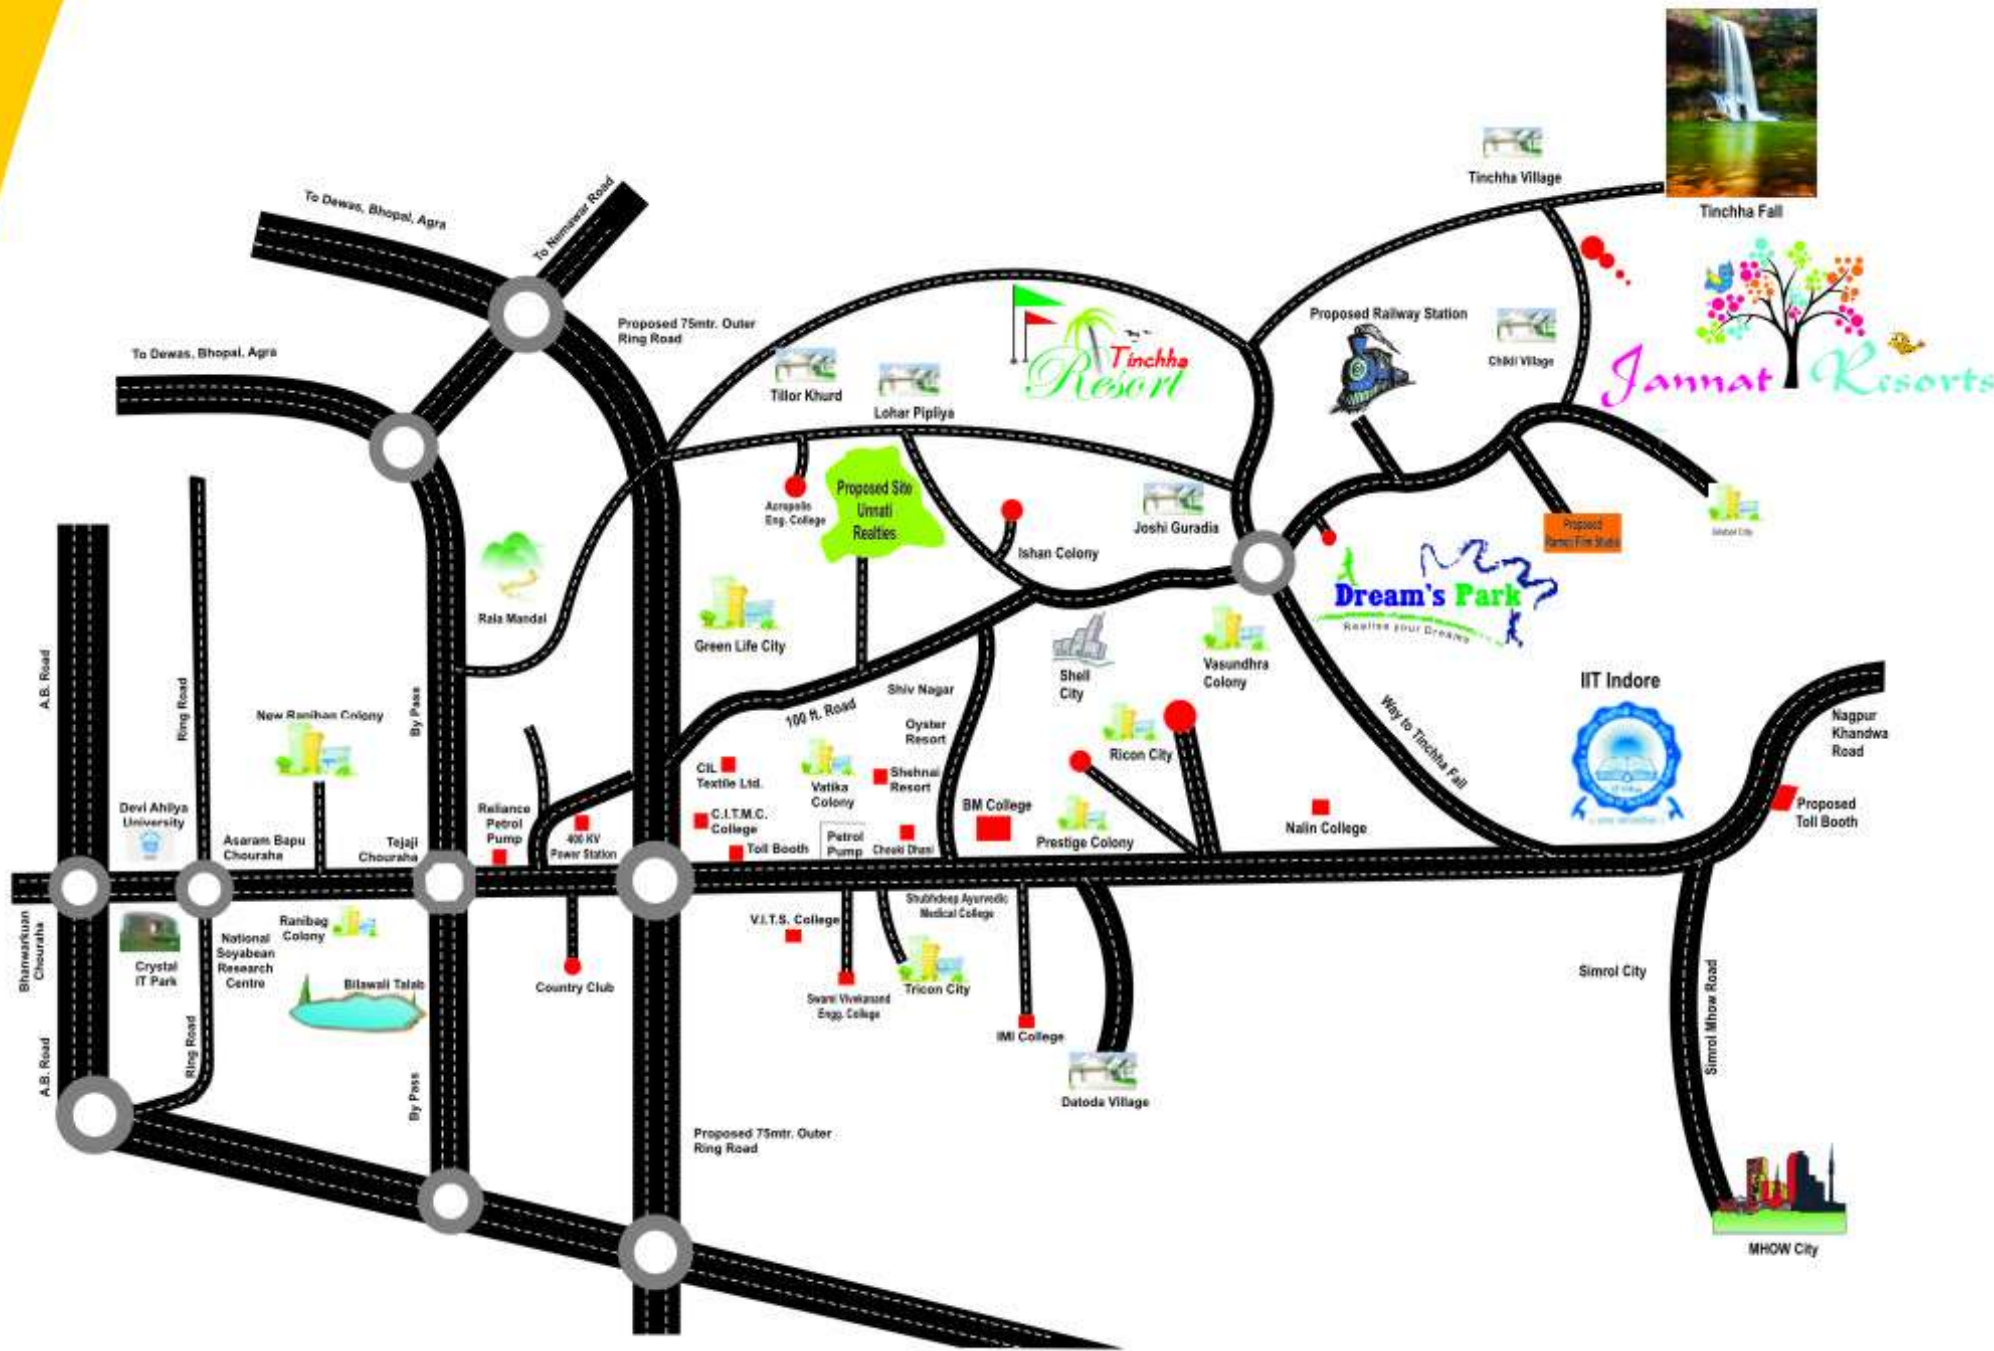 Tinchha Village
Tinchha Fall
To Dewas, Bhopal, Agra
To Nemawar Road
Proposed 75mtr. Outer
Ring Road
To Dewas, Bhopal, Agra
Tillor Khurd
Lohar Pipliya
Tinchha
Resort
Proposed Railway Station
Chikli Village
Jannat Resorts
Acropolis
Eng. College
Proposed Site
Unnati
Realties
Joshi Guradia
Ishan Colony
Proposed
Film
City
Dream's Park
Realise your Dreams
Rala Mandal
Green Life City
Shell
City
Vasundhra
Colony
IIT Indore
A.B. Road
Ring Road
New Ranibag Colony
By Pass
100 ft. Road
Shiv Nagar
Oyster
Resort
Ricon City
Way to Tinchha Fall
Nagpur
Khandwa
Road
CIL
Textile Ltd.
Vatika
Colony
Shehnai
Resort
Devi Ahilya
University
Asaram Bapu
Chouraha
Tejaji
Chouraha
Reliance
Petrol
Pump
400 KV
Power Station
C.I.T.M.C.
College
Toll Booth
Petrol
Pump
Chouki Dhani
BM College
Prestige Colony
Nalin College
Proposed
Toll Booth
Bhanwarkuan
Chouraha
Crystal
IT Park
National
Soyabean
Research
Centre
Ranibag
Colony
Bilawali Talab
Country Club
V.I.T.S. College
Swami Vivekanand
Engg. College
Shubhdeep Ayurvedic
Medical College
Tricon City
IMI College
Datoda Village
Simrol City
Simrol Mhow Road
A.B. Road
Ring Road
By Pass
Proposed 75mtr. Outer
Ring Road
MHOW City